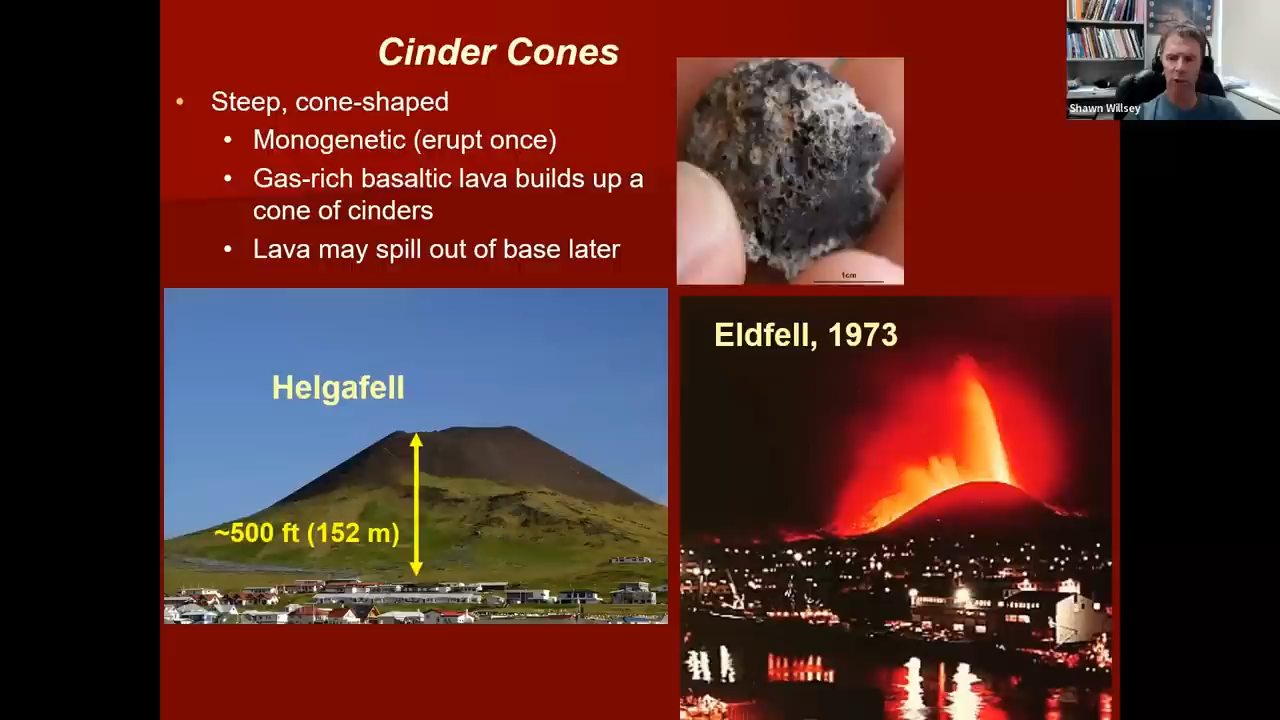 Cinder Cones
• Steep, cone-shaped
• Monogenetic (erupt once)
• Gas-rich basaltic lava builds up a
cone of cinders
• Lava may spill out of base later
1cm
Shawn Willsey
Helgafell
~500 ft (152 m)
Eldfell, 1973